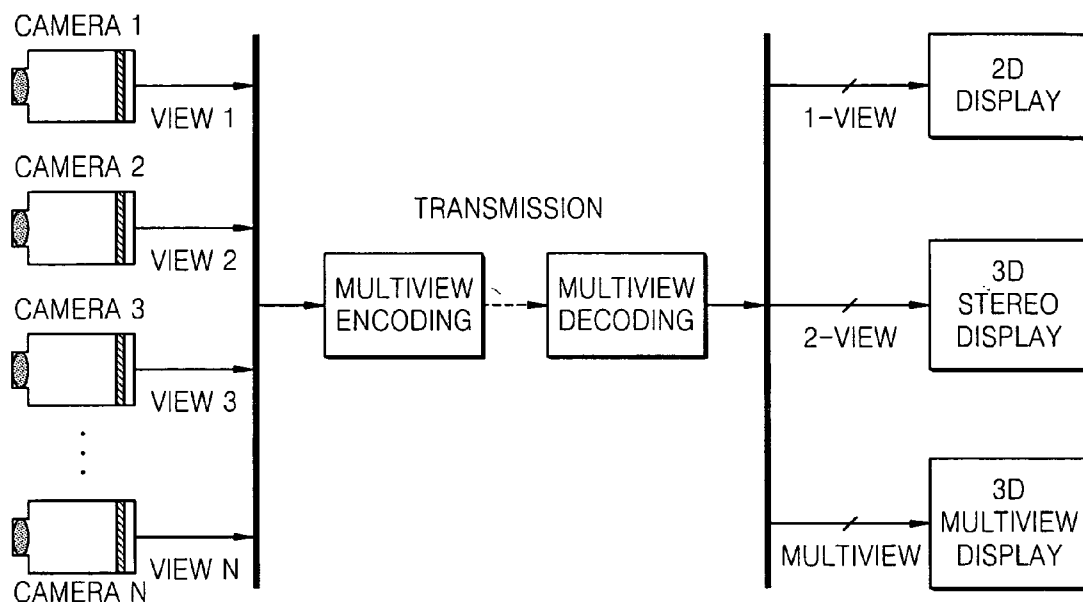 CAMERA 1
VIEW 1
CAMERA 2
VIEW 2
CAMERA 3
VIEW 3
VIEW N
CAMERA N
TRANSMISSION
MULTIVIEW
ENCODING
MULTIVIEW
DECODING
1-VIEW
2D
DISPLAY
2-VIEW
3D
STEREO
DISPLAY
MULTIVIEW
3D
MULTIVIEW
DISPLAY